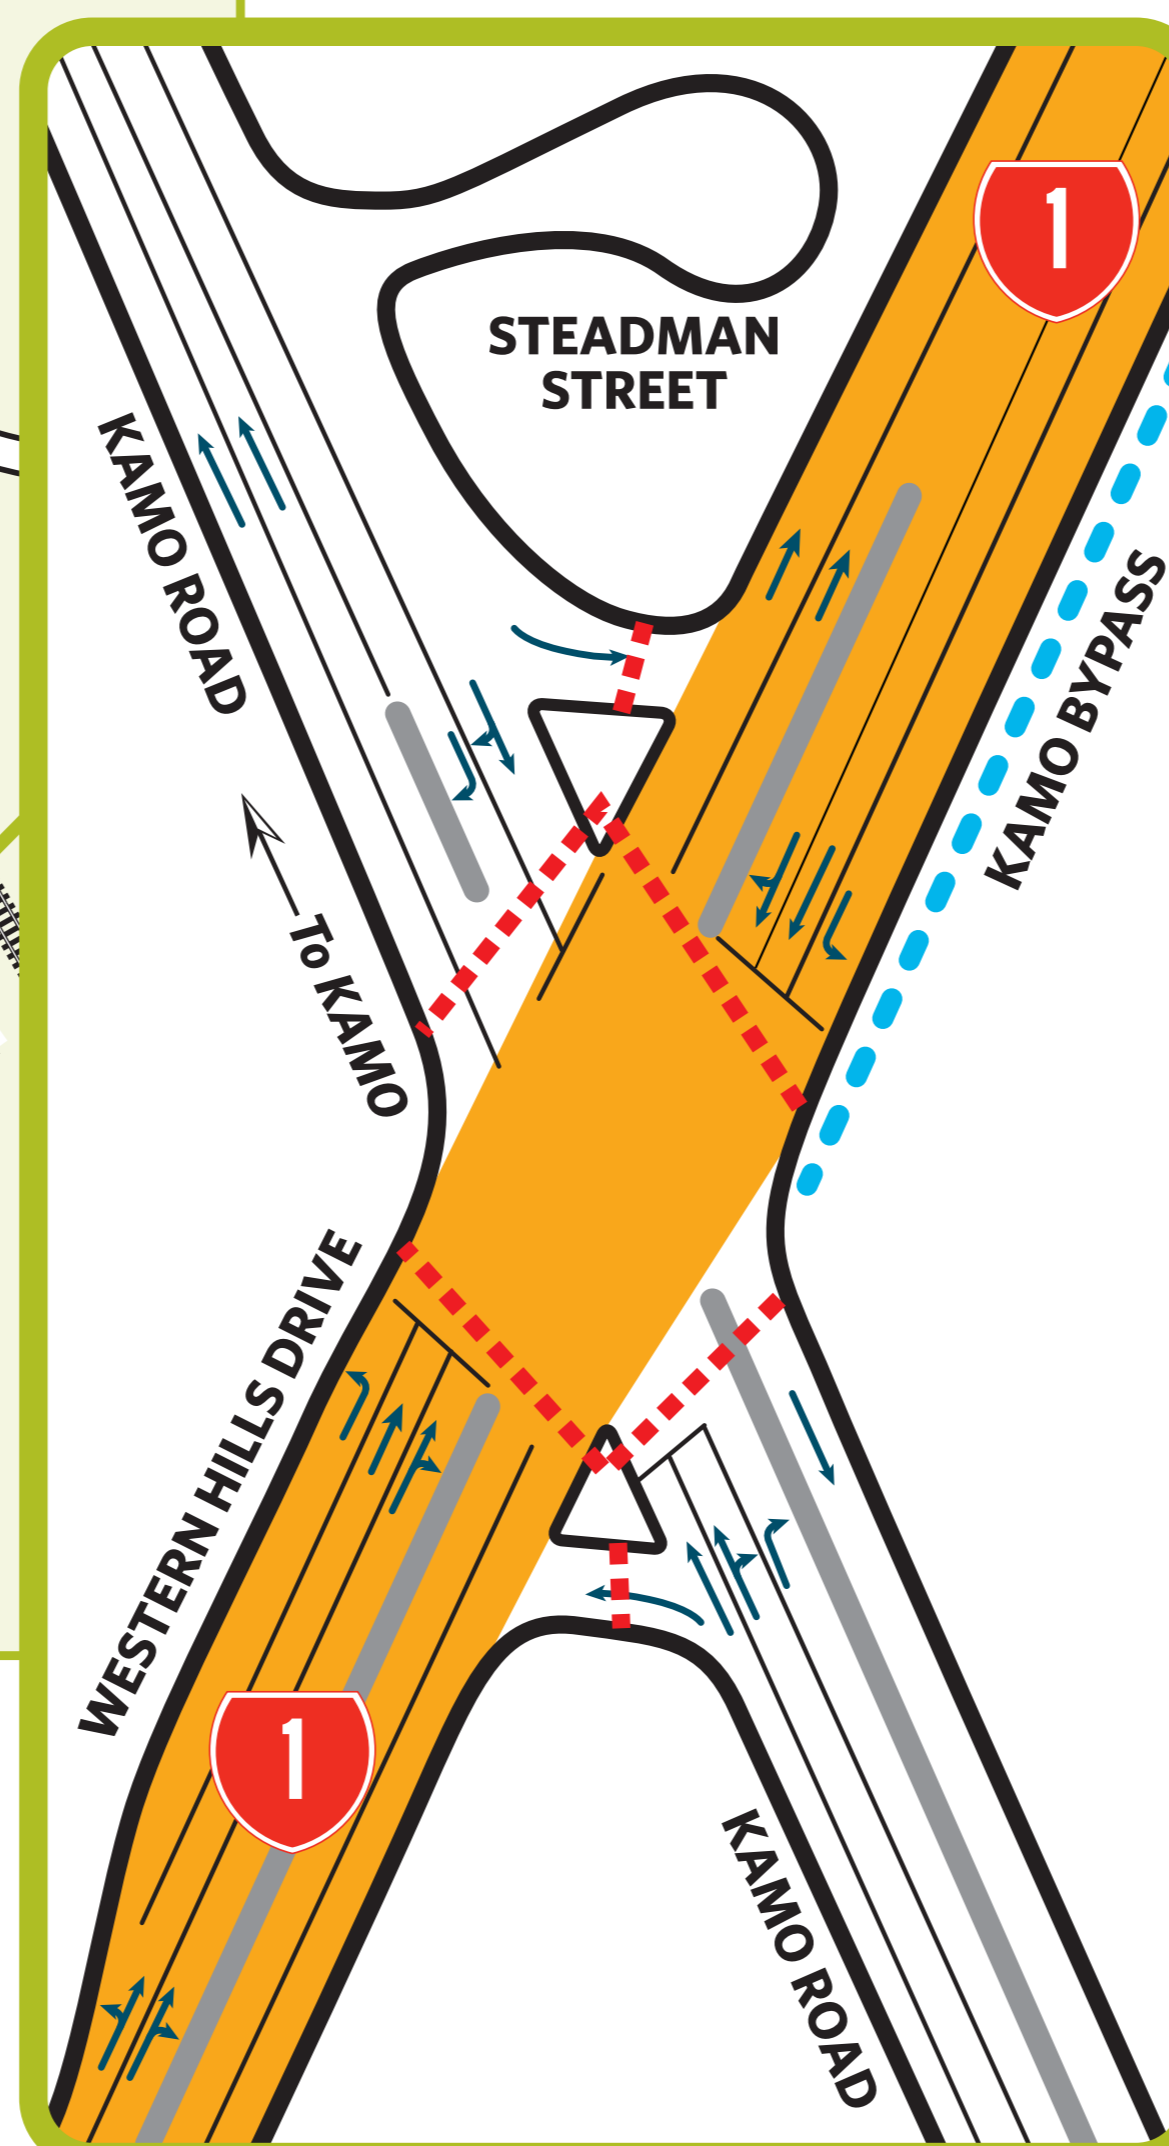 1
STEADMAN
STREET
KAMO ROAD
KAMO BYPASS
To KAMO
WESTERN HILLS DRIVE
1
KAMO ROAD